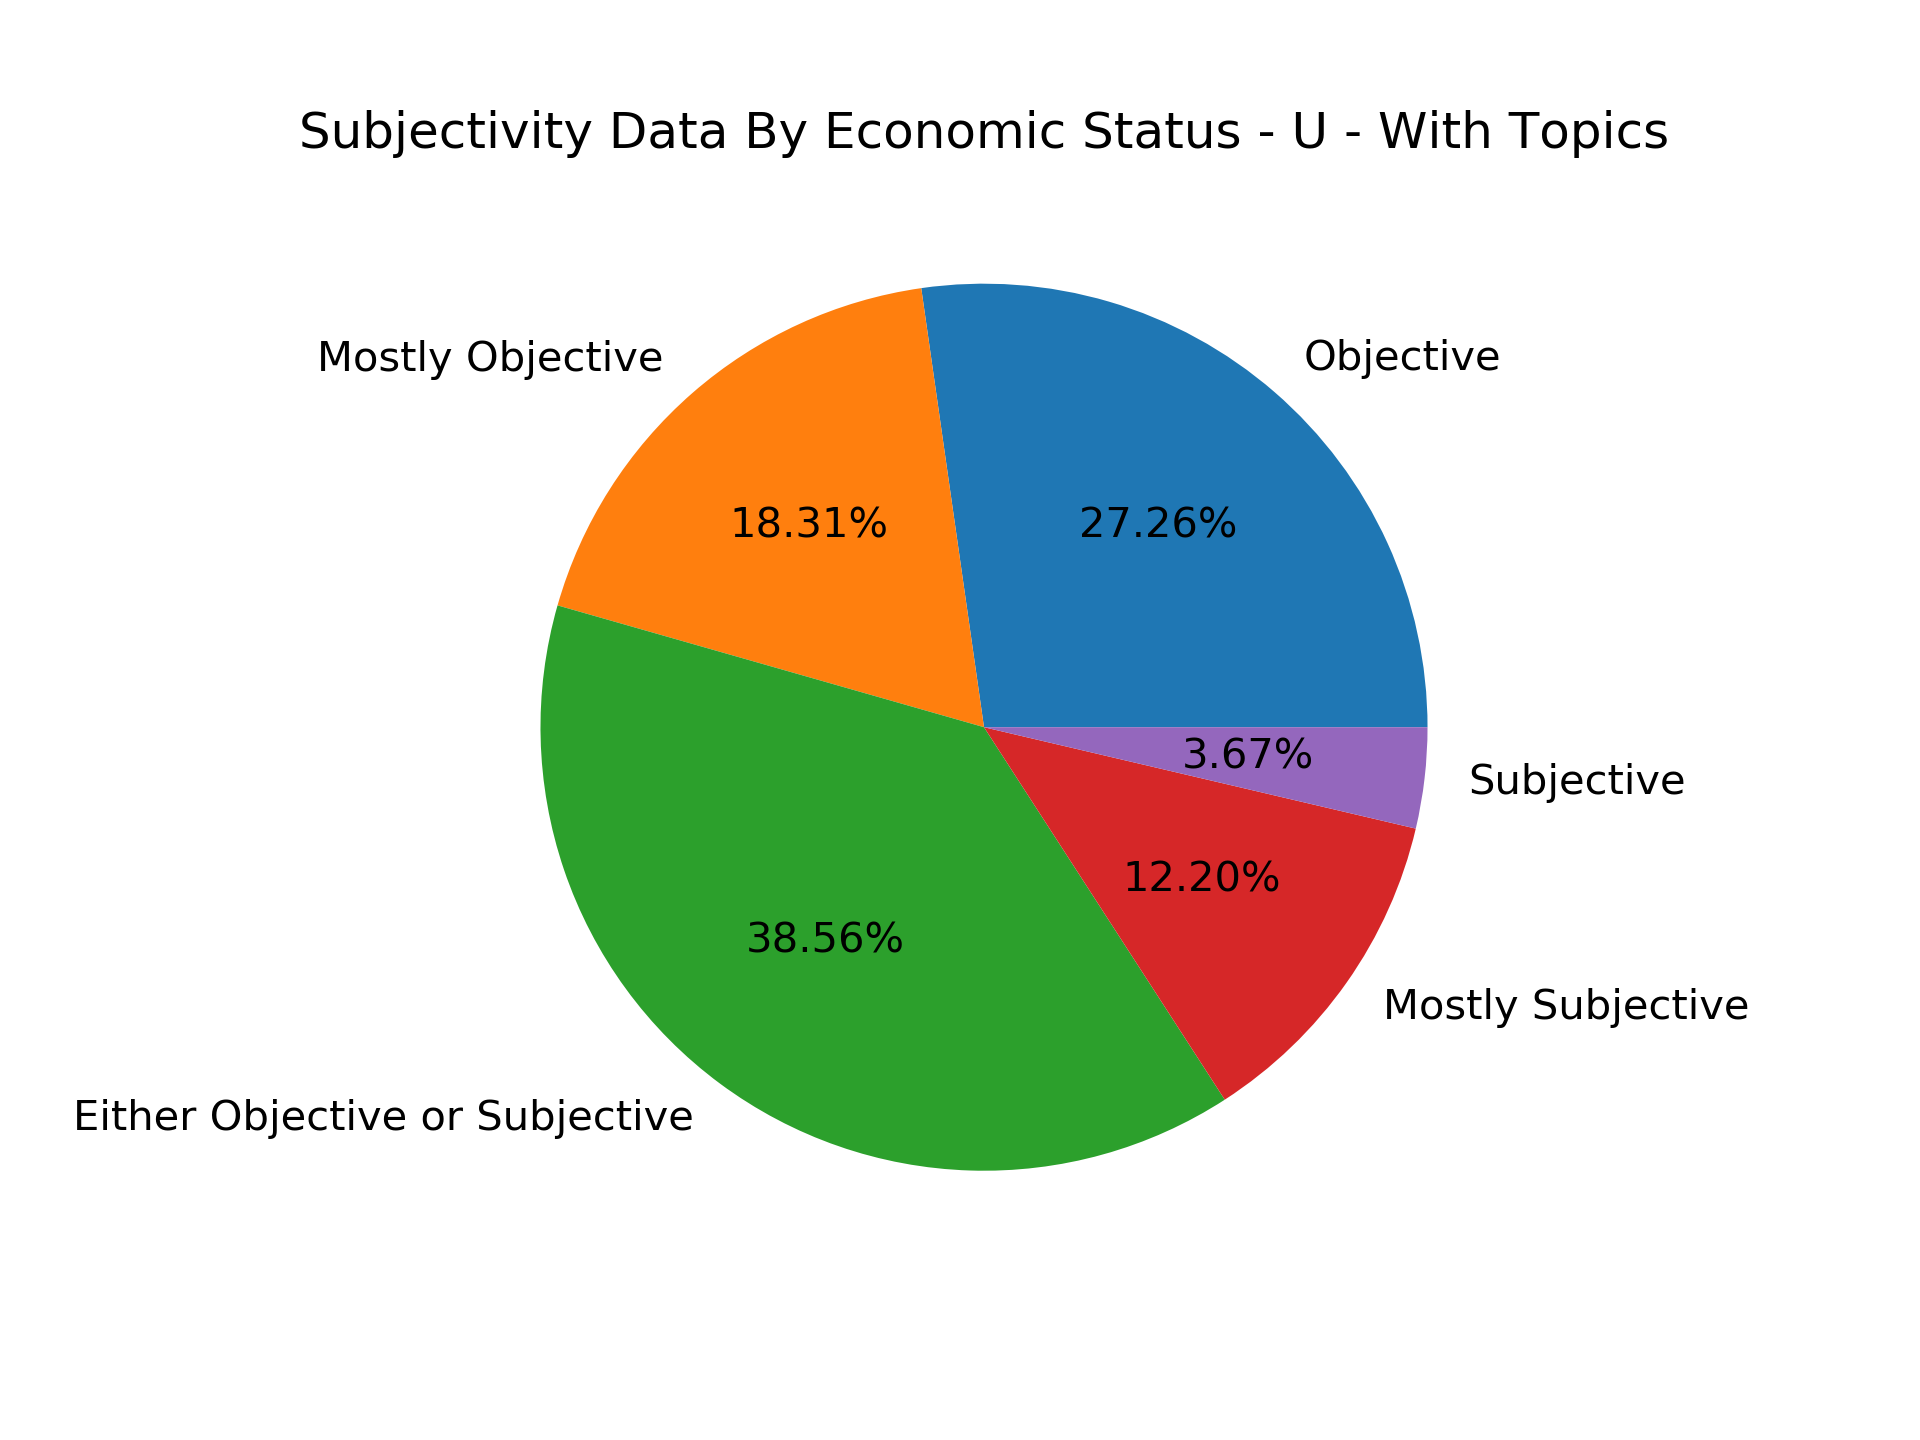 Subjectivity Data By Economic Status - U - With Topics
Mostly Objective
Objective
18.31%
27.26%
3.67%
Subjective
12.20%
38.56%
Mostly Subjective
Either Objective or Subjective